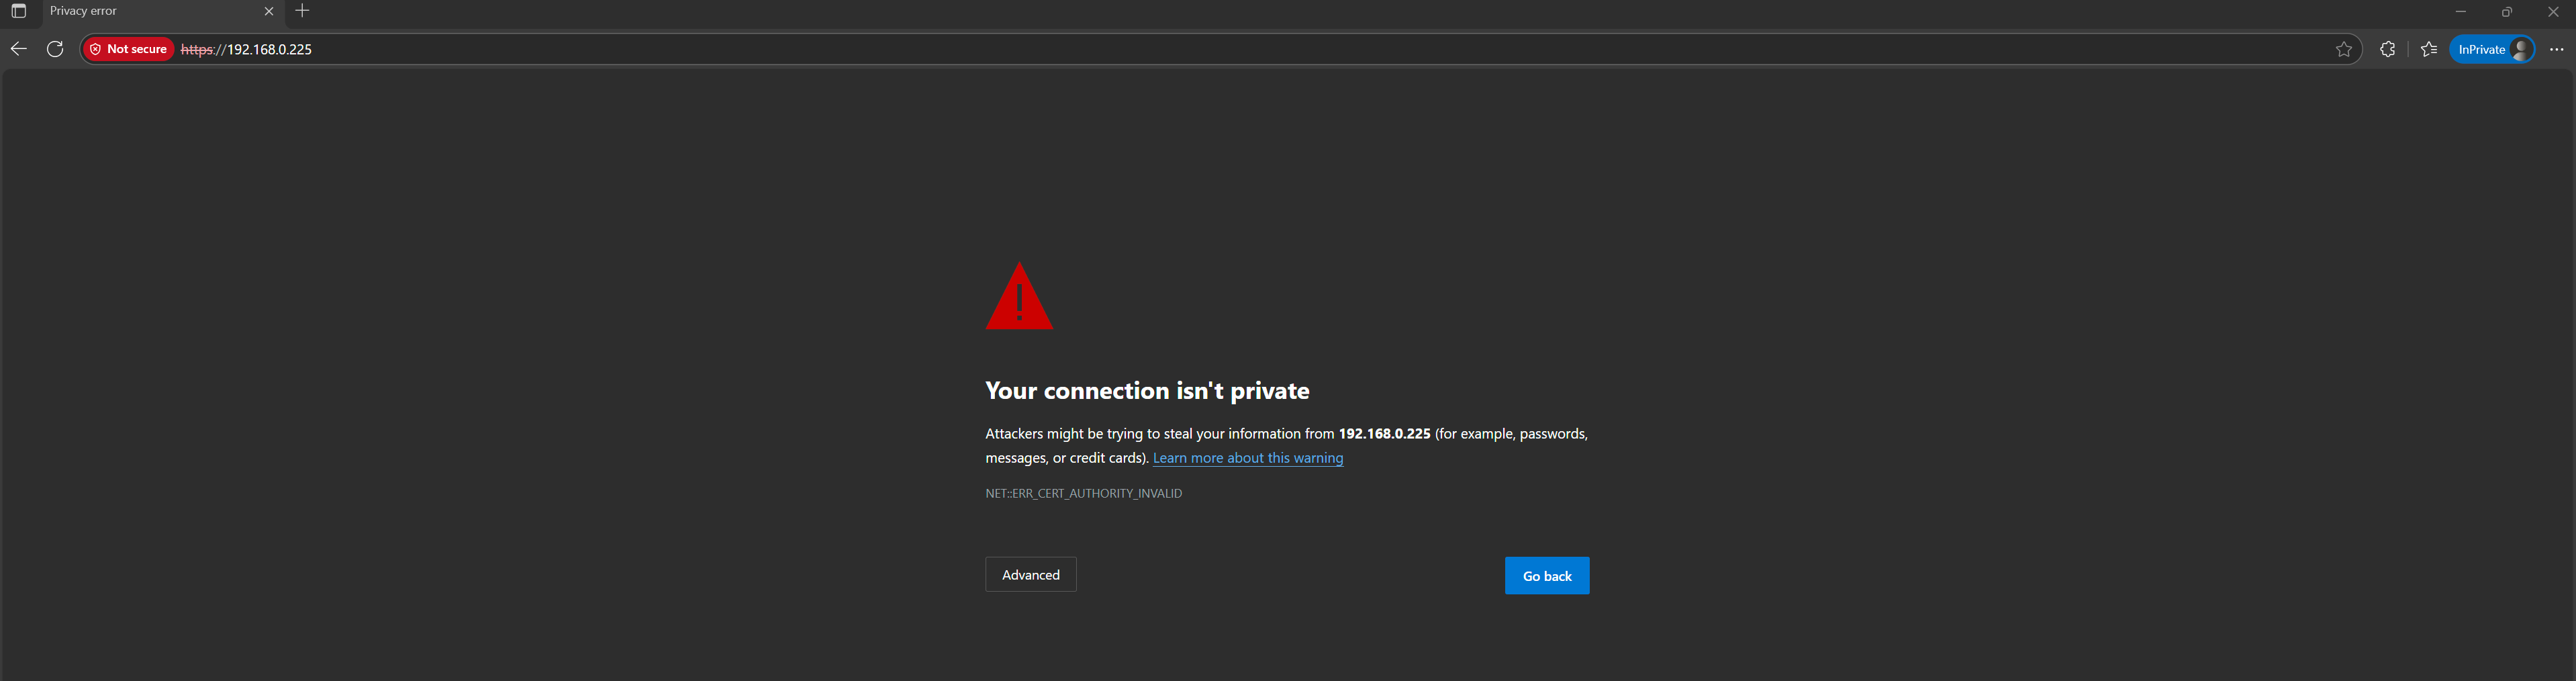 Privacy error
Not secure https://192.168.0.225
InPrivate
Your connection isn't private
Attackers might be trying to steal your information from 192.168.0.225 (for example, passwords,
messages, or credit cards). Learn more about this warning
NET::ERR_CERT_AUTHORITY_INVALID
Advanced
Go back